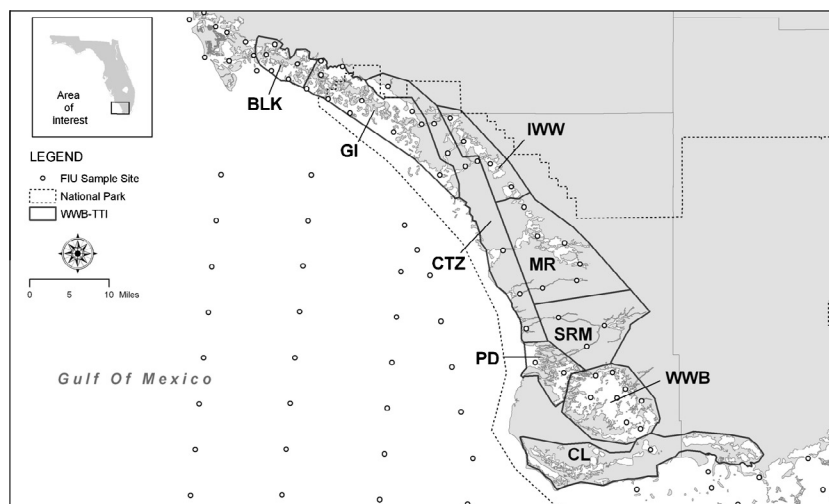 Area
of
interest
LEGEND
FIU Sample Site
National Park
WWB-TTI
0 5 10 Miles
BLK
GI
IWW
CTZ
MR
SRM
PD
WWB
CL
Gulf Of Mexico